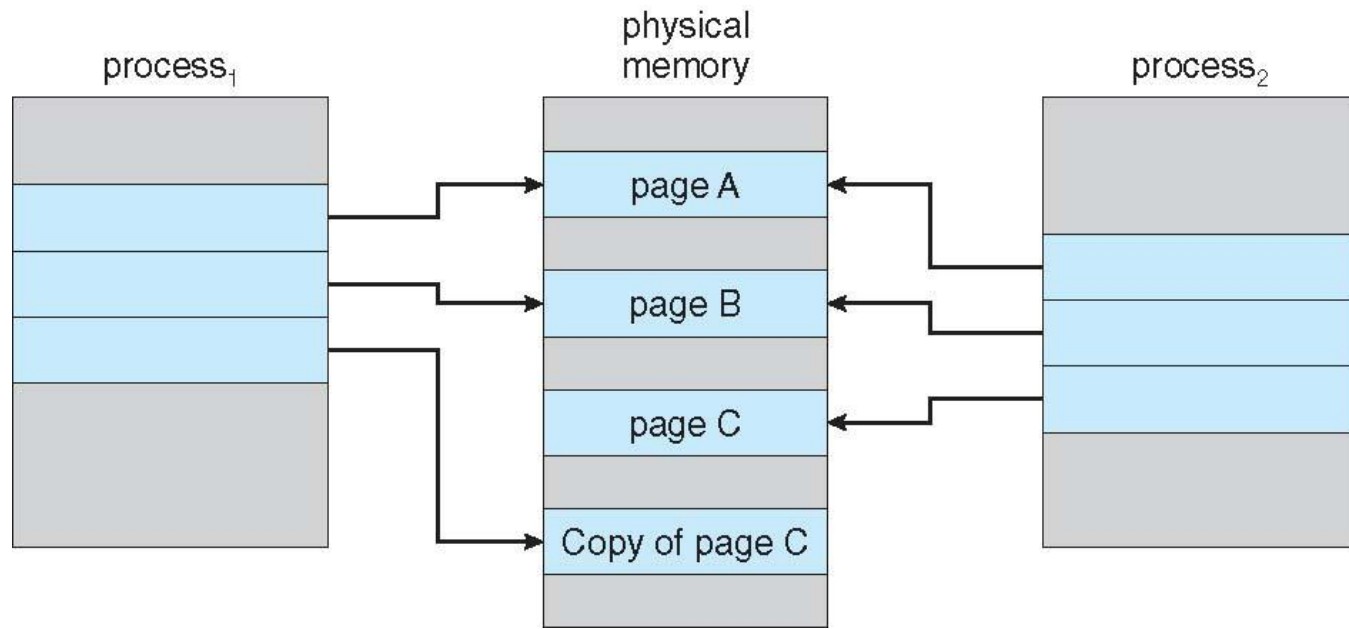 process₁
physical
memory
process₂
page A
page B
page C
Copy of page C